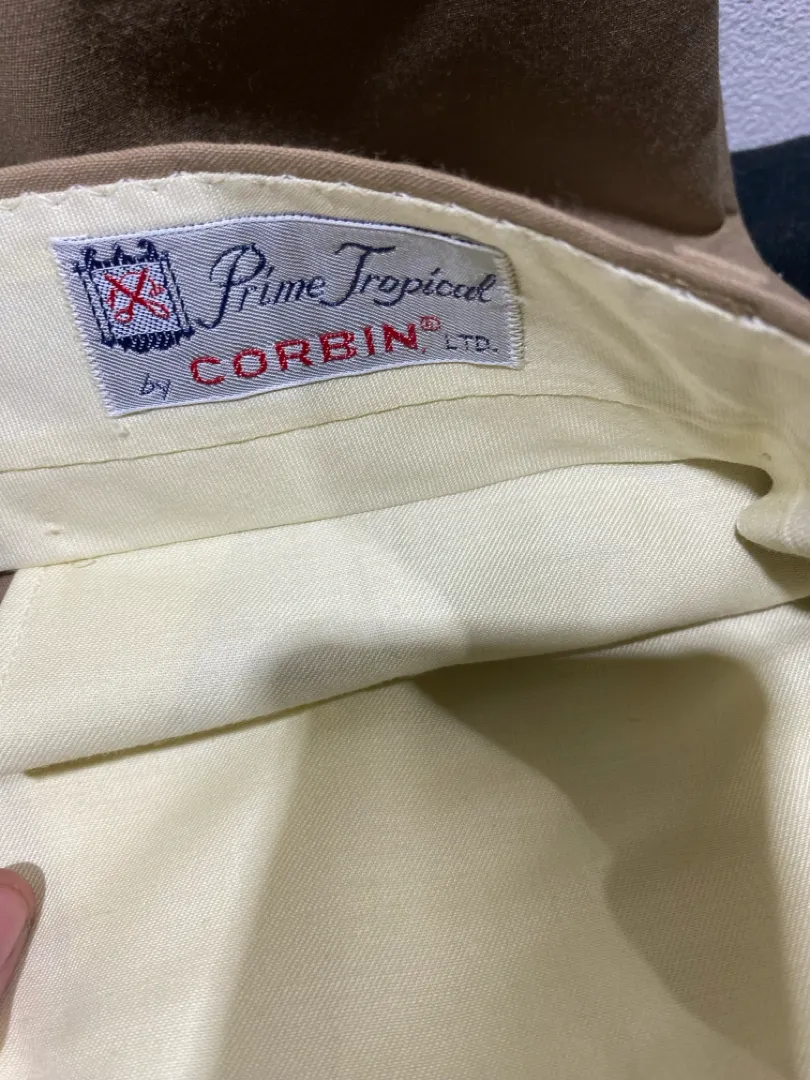 Prime Tropical
by CORBIN.® LTD.